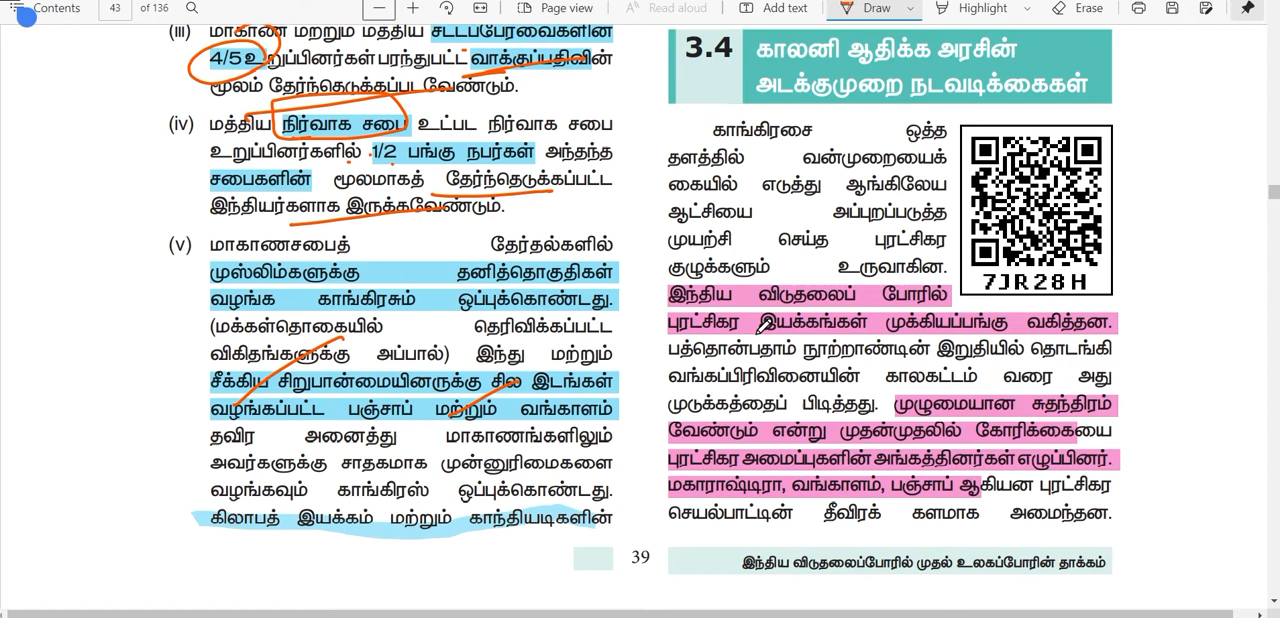 Contents
43
of 136
Page view
Read aloud
Add text
Draw
Highlight
Erase
(iii) மாகாண மற்றும் மத்திய சட்டப்பேரவைகளின்
4/5 உறுப்பினர்கள் பரந்துபட்ட வாக்குப்பதிவின்
மூலம் தேர்ந்தெடுக்கப்படவேண்டும்.
(iv) மத்திய நிர்வாக சபை உட்பட நிர்வாக சபை
உறுப்பினர்களில் 1/2 பங்கு நபர்கள் அந்தந்த
சபைகளின் மூலமாகத் தேர்ந்தெடுக்கப்பட்ட
இந்தியர்களாக இருக்கவேண்டும்.
(v) மாகாணசபைத் தேர்தல்களில்
முஸ்லிம்களுக்கு தனித்தொகுதிகள்
வழங்க காங்கிரசும் ஒப்புக்கொண்டது.
(மக்கள்தொகையில் தெரிவிக்கப்பட்ட
விகிதங்களுக்கு அப்பால்) இந்து மற்றும்
சீக்கிய சிறுபான்மையினருக்கு சில இடங்கள்
வழங்கப்பட்ட பஞ்சாப் மற்றும் வங்காளம்
தவிர அனைத்து மாகாணங்களிலும்
அவர்களுக்கு சாதகமாக முன்னுரிமைகளை
வழங்கவும் காங்கிரஸ் ஒப்புக்கொண்டது.
கிலாபத் இயக்கம் மற்றும் காந்தியடிகளின்
3.4 காலனி ஆதிக்க அரசின்
அடக்குமுறை நடவடிக்கைகள்
காங்கிரசை ஒத்த
தளத்தில் வன்முறையைக்
கையில் எடுத்து ஆங்கிலேய
ஆட்சியை அப்புறப்படுத்த
முயற்சி செய்த புரட்சிகர
குழுக்களும் உருவாகின.
7JR28H
இந்திய விடுதலைப் போரில்
புரட்சிகர இயக்கங்கள் முக்கியப்பங்கு வகித்தன.
பத்தொன்பதாம் நூற்றாண்டின் இறுதியில் தொடங்கி
வங்கப்பிரிவினையின் காலகட்டம் வரை அது
முடுக்கத்தைப் பிடித்தது. முழுமையான சுதந்திரம்
வேண்டும் என்று முதன்முதலில் கோரிக்கையை
புரட்சிகர அமைப்புகளின் அங்கத்தினர்கள் எழுப்பினர்.
மகாராஷ்டிரா, வங்காளம், பஞ்சாப் ஆகியன புரட்சிகர
செயல்பாட்டின் தீவிரக் களமாக அமைந்தன.
39
இந்திய விடுதலைப்போரில் முதல் உலகப்போரின் தாக்கம்